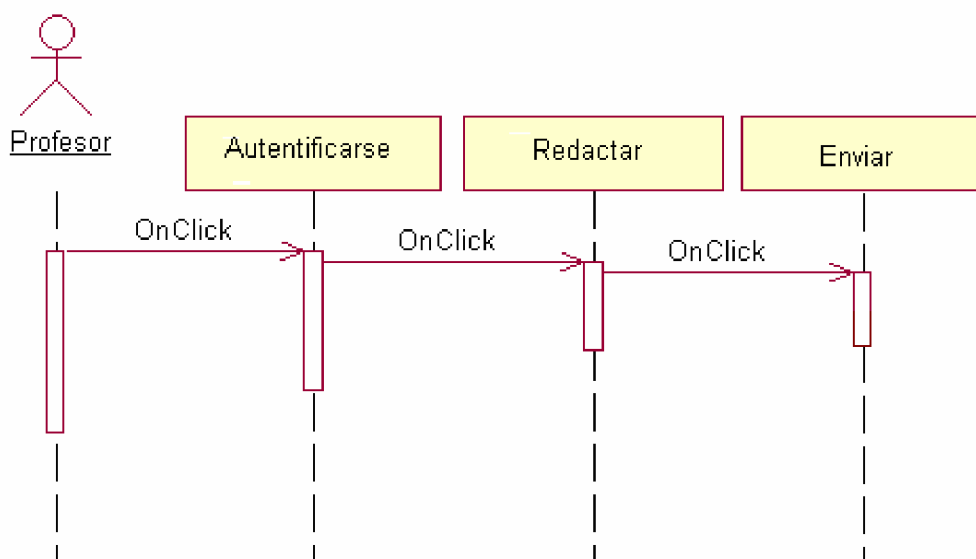 Profesor
Autentificarse
Redactar
Enviar
OnClick
OnClick
OnClick